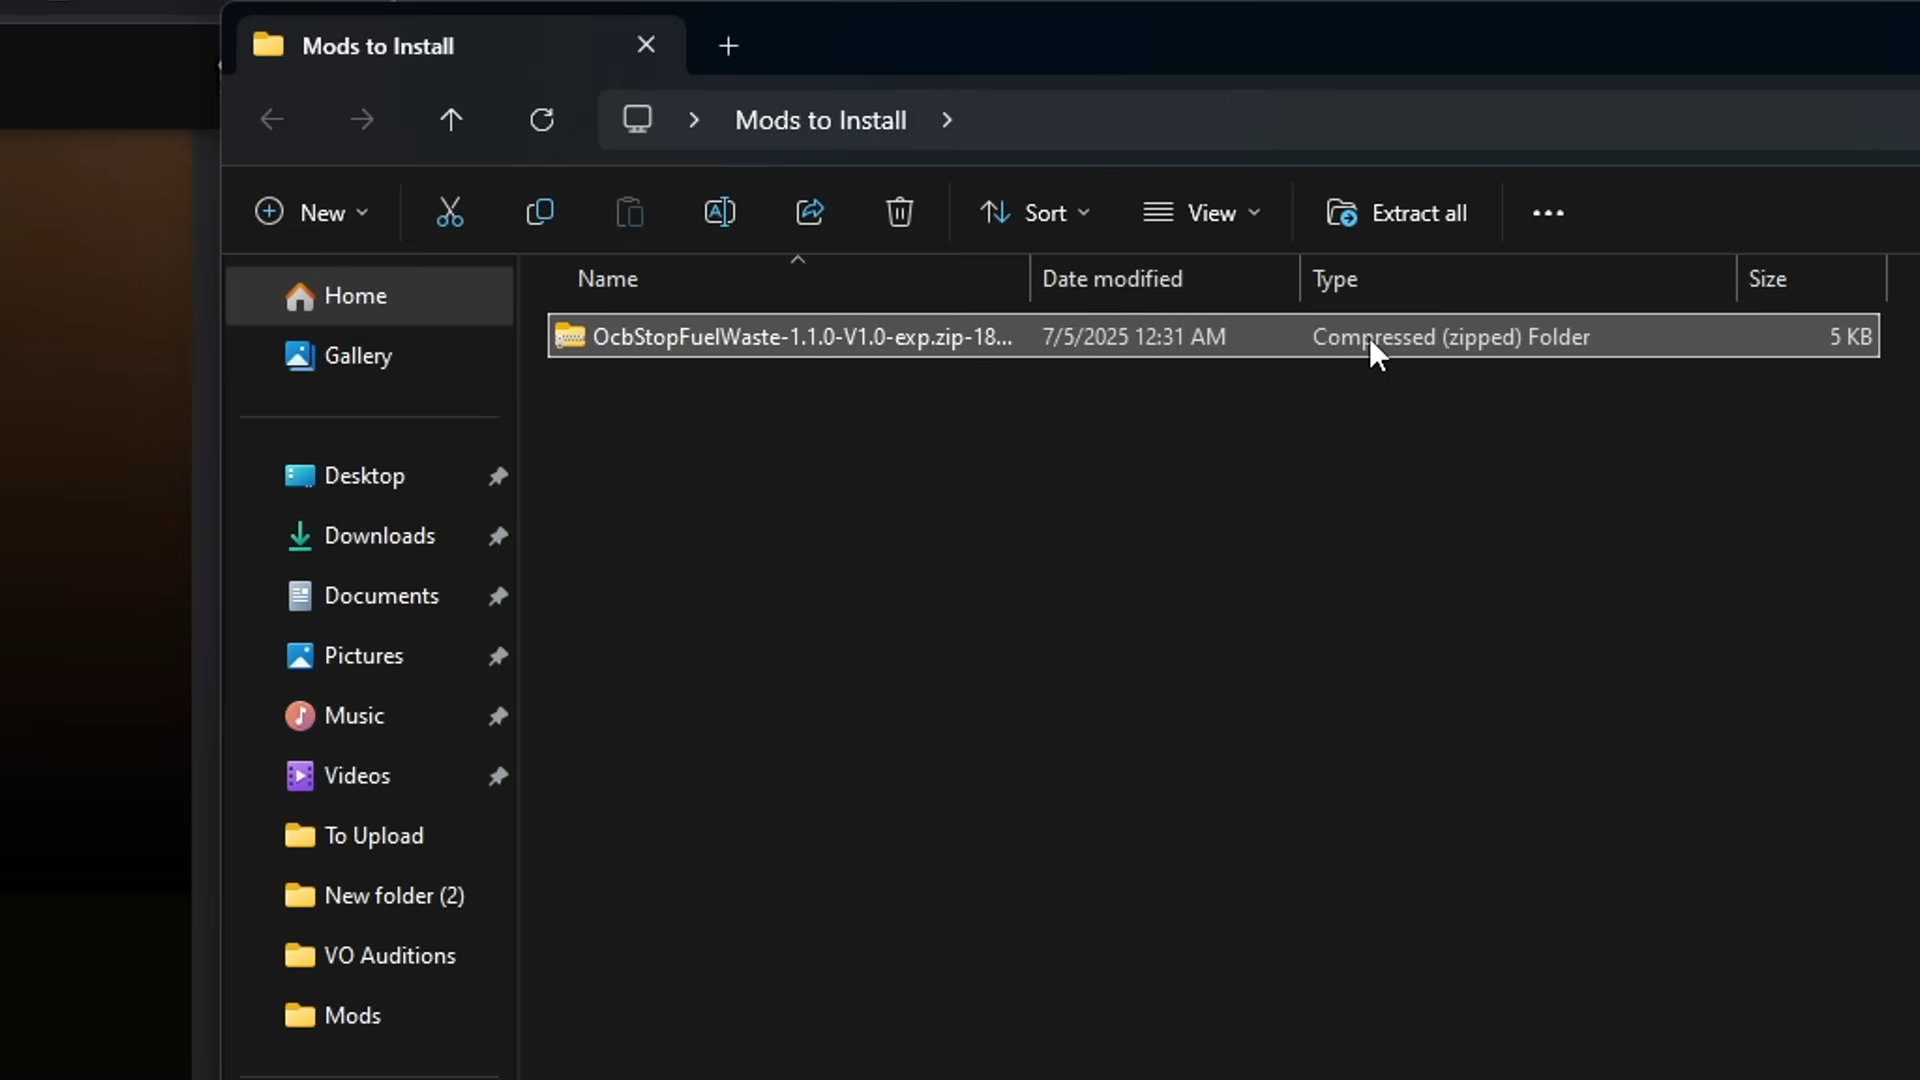 Mods to Install
Mods to Install
New
Sort
View
Extract all
Name
Date modified
Type
Size
OcbStopFuelWaste-1.1.0-V1.0-exp.zip-18...
7/5/2025 12:31 AM
Compressed (zipped) Folder
5 KB
Home
Gallery
Desktop
Downloads
Documents
Pictures
Music
Videos
To Upload
New folder (2)
VO Auditions
Mods